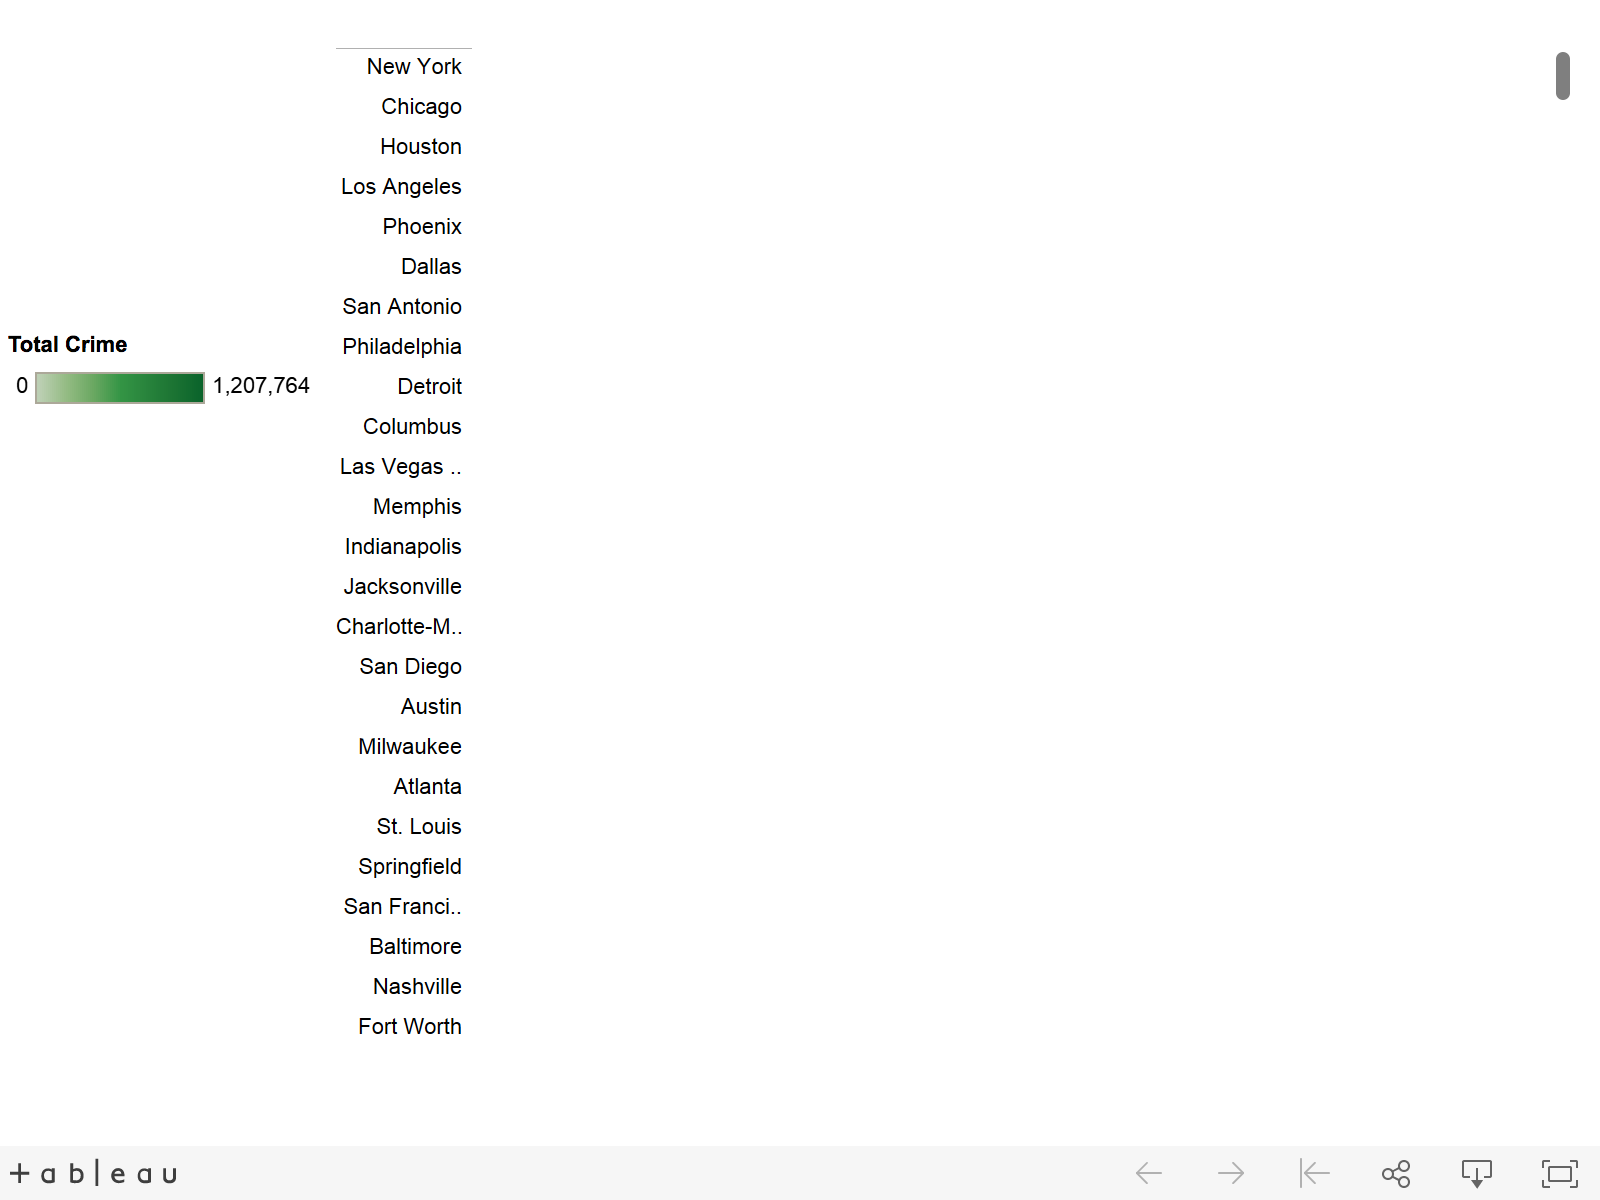 New York
Chicago
Houston
Los Angeles
Phoenix
Dallas
San Antonio
Total Crime
Philadelphia
0 1,207,764
Detroit
Columbus
Las Vegas ..
Memphis
Indianapolis
Jacksonville
Charlotte-M..
San Diego
Austin
Milwaukee
Atlanta
St. Louis
Springfield
San Franci..
Baltimore
Nashville
Fort Worth
+ a b l e a u